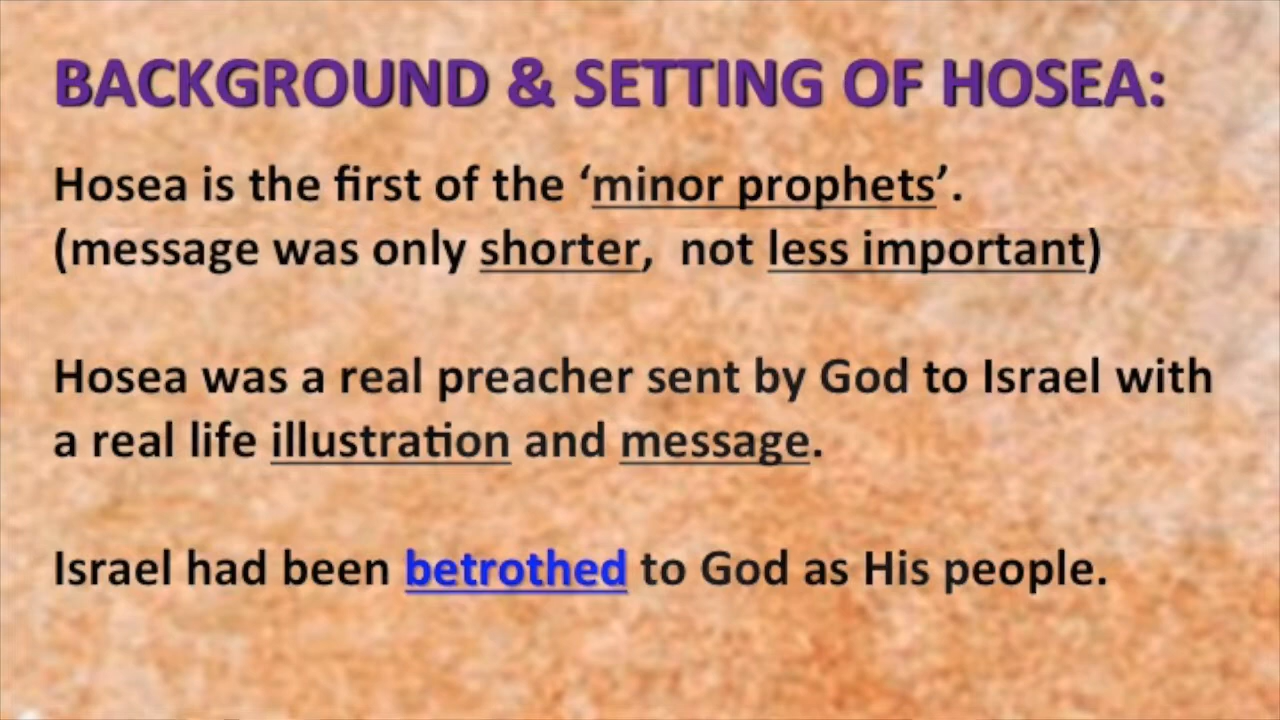 BACKGROUND & SETTING OF HOSEA:
Hosea is the first of the ‘minor prophets’.
(message was only shorter,  not less important)
Hosea was a real preacher sent by God to Israel with
a real life illustration and message.
Israel had been betrothed to God as His people.